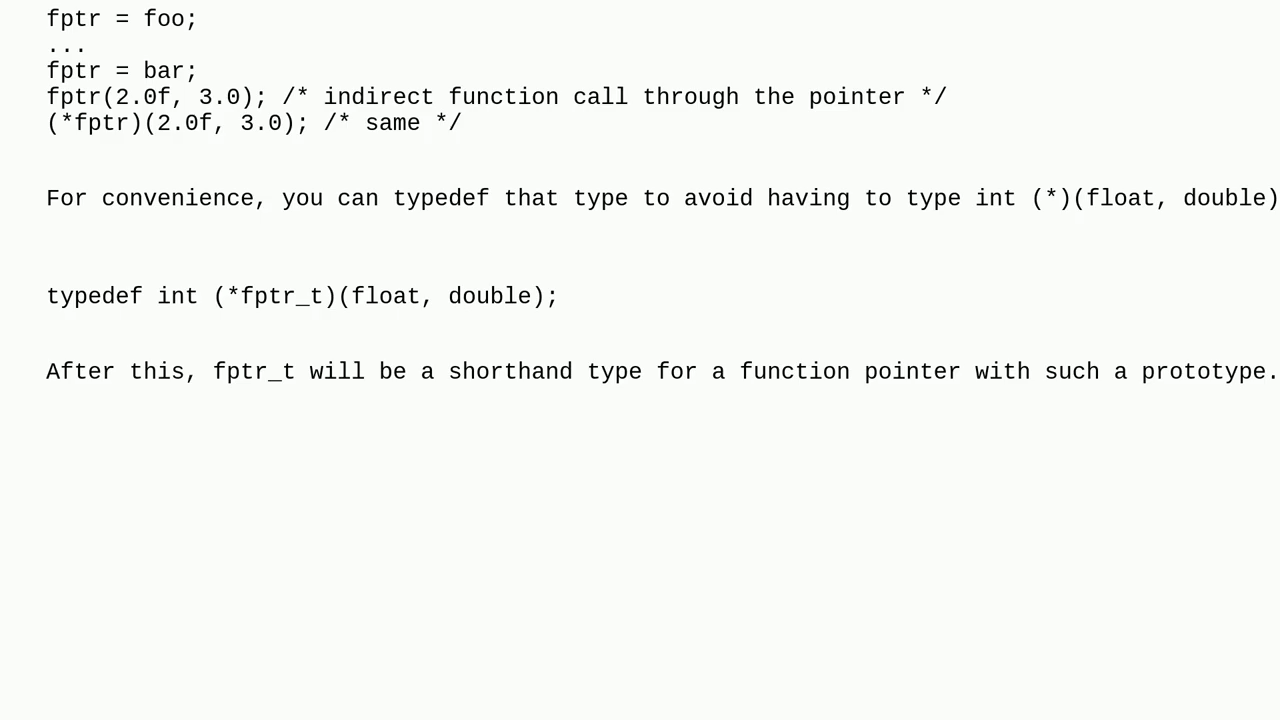 fptr = foo;
...
fptr = bar;
fptr(2.0f, 3.0); /* indirect function call through the pointer */
(*fptr)(2.0f, 3.0); /* same */
For convenience, you can typedef that type to avoid having to type int (*)(float, double)
typedef int (*fptr_t)(float, double);
After this, fptr_t will be a shorthand type for a function pointer with such a prototype.